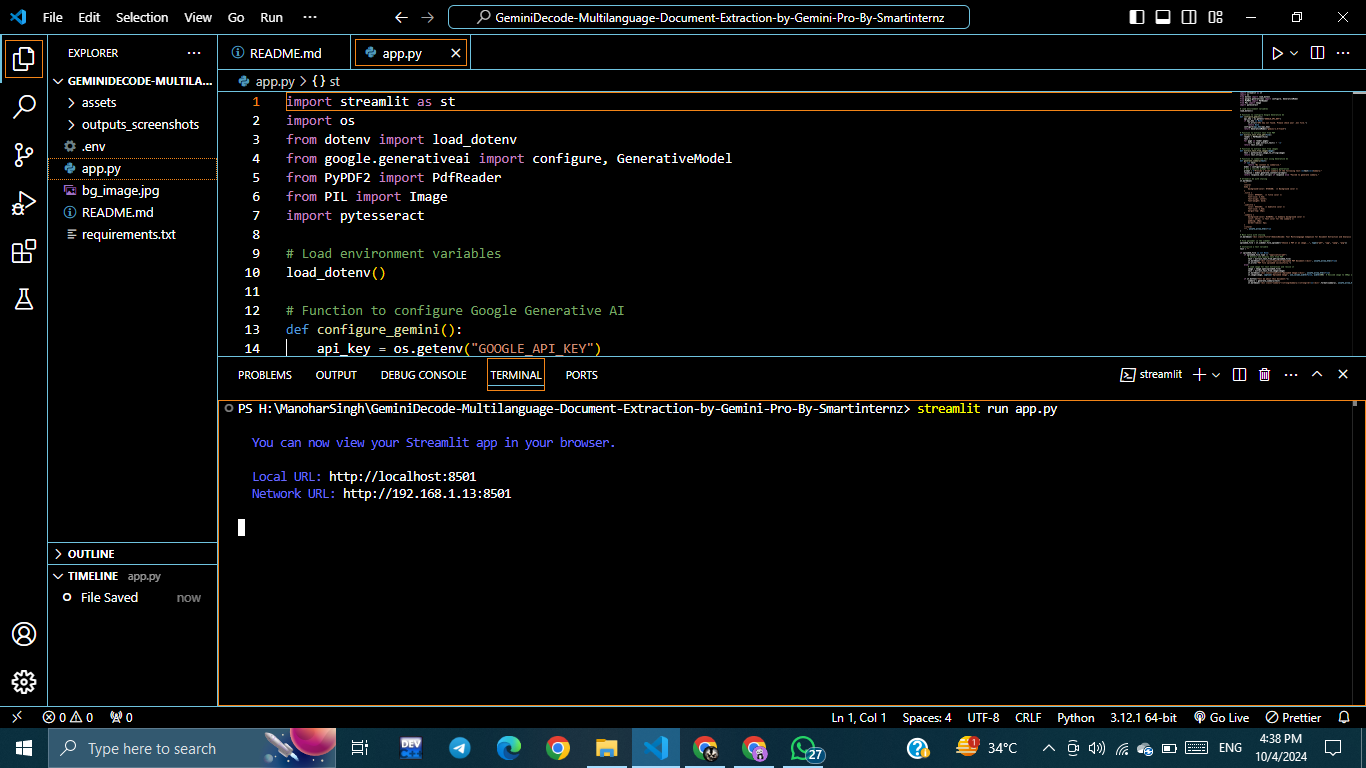 File Edit Selection View Go Run ···
GeminiDecode-Multilanguage-Document-Extraction-by-Gemini-Pro-By-Smartinternz
EXPLORER ···
GEMINIDECODE-MULTILA...
assets
outputs_screenshots
.env
app.py
bg_image.jpg
README.md
requirements.txt
OUTLINE
TIMELINE app.py
File Saved now
README.md app.py
app.py > {} st
1 import streamlit as st
2 import os
3 from dotenv import load_dotenv
4 from google.generativeai import configure, GenerativeModel
5 from PyPDF2 import PdfReader
6 from PIL import Image
7 import pytesseract
8
9 # Load environment variables
10 load_dotenv()
11
12 # Function to configure Google Generative AI
13 def configure_gemini():
14 api_key = os.getenv("GOOGLE_API_KEY")
PROBLEMS OUTPUT DEBUG CONSOLE TERMINAL PORTS streamlit
PS H:\ManoharSingh\GeminiDecode-Multilanguage-Document-Extraction-by-Gemini-Pro-By-Smartinternz> streamlit run app.py
You can now view your Streamlit app in your browser.
Local URL: http://localhost:8501
Network URL: http://192.168.1.13:8501
0 0 0 Ln 1, Col 1 Spaces: 4 UTF-8 CRLF Python 3.12.1 64-bit Go Live Prettier
Type here to search DEV 27 1 34°C ENG 4:38 PM
10/4/2024